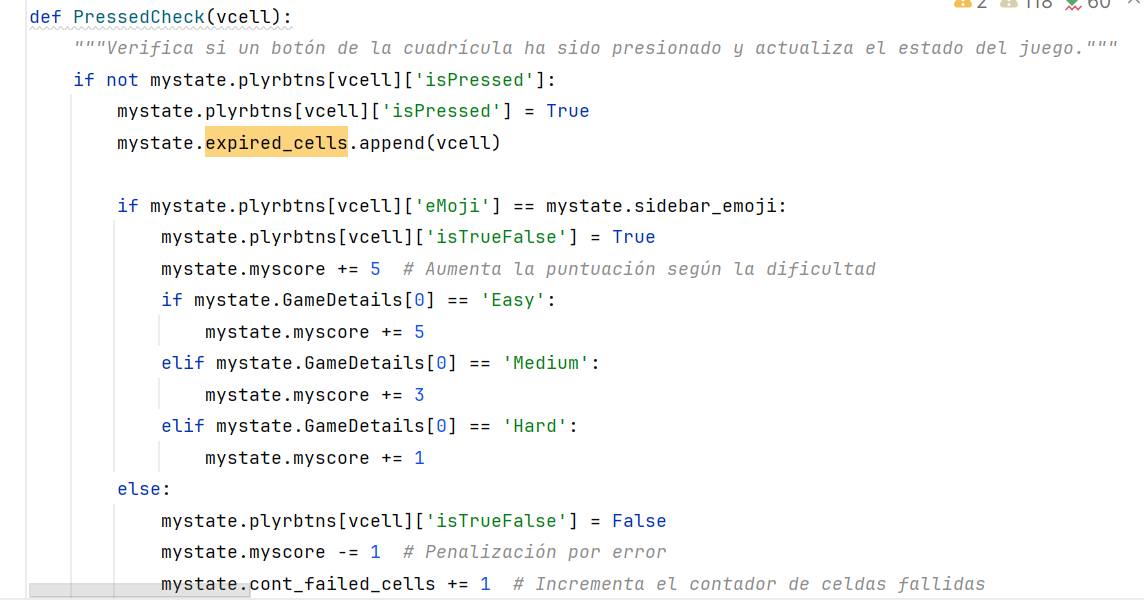 def PressedCheck(vcell):
"""Verifica si un botón de la cuadrícula ha sido presionado y actualiza el estado del juego."""
if not mystate.plyrbtns[vcell]['isPressed']:
mystate.plyrbtns[vcell]['isPressed'] = True
mystate.expired_cells.append(vcell)
if mystate.plyrbtns[vcell]['eMoji'] == mystate.sidebar_emoji:
mystate.plyrbtns[vcell]['isTrueFalse'] = True
mystate.myscore += 5  # Aumenta la puntuación según la dificultad
if mystate.GameDetails[0] == 'Easy':
mystate.myscore += 5
elif mystate.GameDetails[0] == 'Medium':
mystate.myscore += 3
elif mystate.GameDetails[0] == 'Hard':
mystate.myscore += 1
else:
mystate.plyrbtns[vcell]['isTrueFalse'] = False
mystate.myscore -= 1  # Penalización por error
mystate.cont_failed_cells += 1  # Incrementa el contador de celdas fallidas